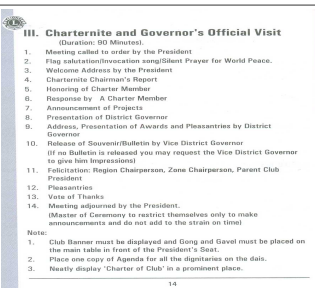 III. Charternite and Governor's Official Visit
(Duration: 90 Minutes).
1. Meeting called to order by the President
2. Flag salutation/Invocation song/Silent Prayer for World Peace.
3. Welcome Address by the President
4. Charternite Chairman's Report
5. Honoring of Charter Member
6. Response by A Charter Member
7. Announcement of Projects
8. Presentation of District Governor
9. Address, Presentation of Awards and Pleasantries by District
Governor
10. Release of Souvenir/Bulletin by Vice District Governor
(If no Bulletin is released you may request the Vice District Governor
to give him Impressions)
11. Felicitation: Region Chairperson, Zone Chairperson, Parent Club
President
12. Pleasantries
13. Vote of Thanks
14. Meeting adjourned by the President.
(Master of Ceremony to restrict themselves only to make
announcements and do not add to the strain on time)
Note:
1. Club Banner must be displayed and Gong and Gavel must be placed on
the main table in front of the President's Seat.
2. Place one copy of Agenda for all the dignitaries on the dais.
3. Neatly display 'Charter of Club' in a prominent place.
14